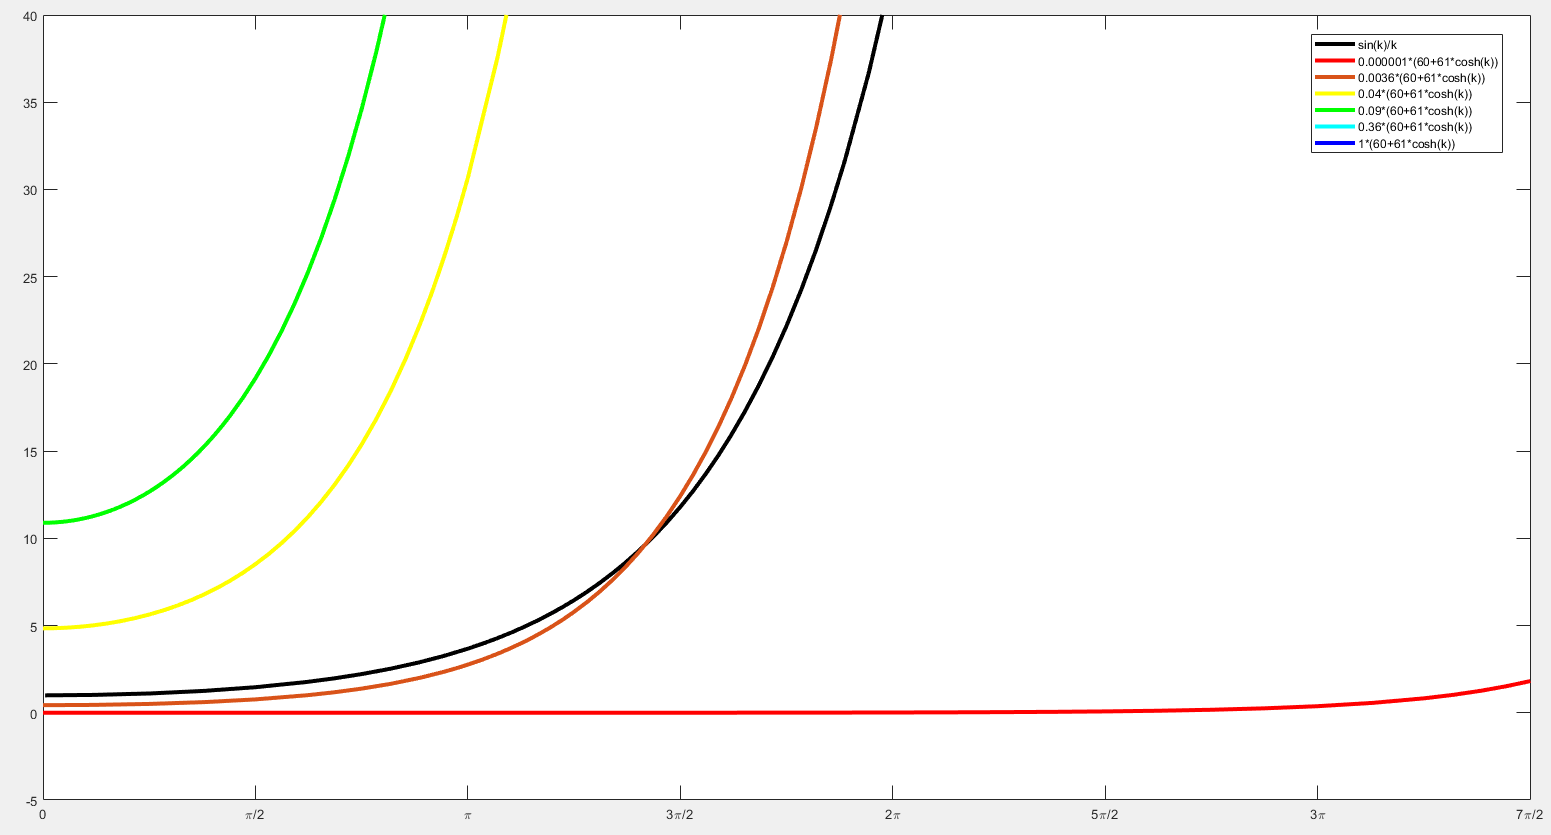 40
35
30
25
20
15
10
5
0
-5
0 π/2 π 3π/2 2π 5π/2 3π 7π/2
sin(k)/k
0.000001*(60+61*cosh(k))
0.0036*(60+61*cosh(k))
0.04*(60+61*cosh(k))
0.09*(60+61*cosh(k))
0.36*(60+61*cosh(k))
1*(60+61*cosh(k))